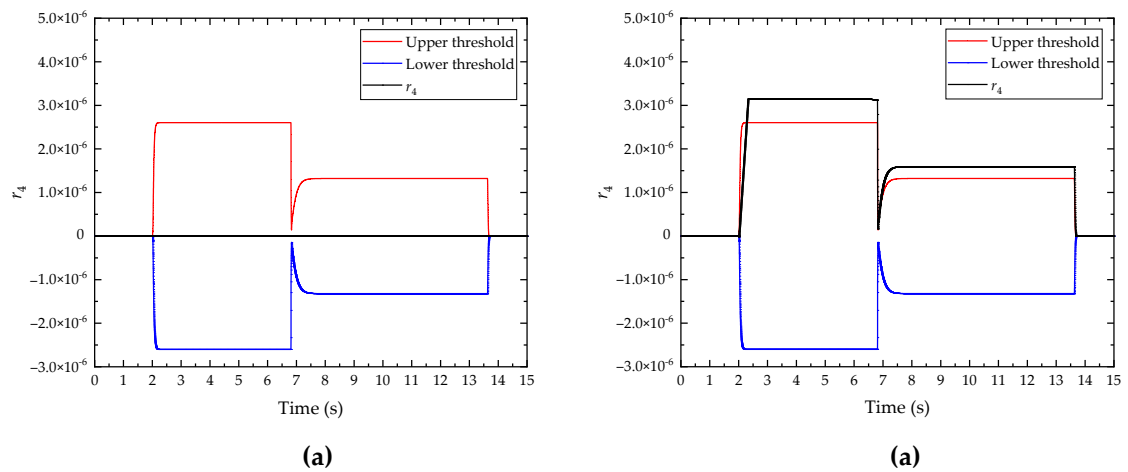 5.0×10⁻⁶
4.0×10⁻⁶
3.0×10⁻⁶
2.0×10⁻⁶
1.0×10⁻⁶
0
−1.0×10⁻⁶
−2.0×10⁻⁶
−3.0×10⁻⁶
r₄
Upper threshold
Lower threshold
r₄
0 1 2 3 4 5 6 7 8 9 10 11 12 13 14 15
Time (s)
(a)
5.0×10⁻⁶
4.0×10⁻⁶
3.0×10⁻⁶
2.0×10⁻⁶
1.0×10⁻⁶
0
−1.0×10⁻⁶
−2.0×10⁻⁶
−3.0×10⁻⁶
r₄
Upper threshold
Lower threshold
r₄
0 1 2 3 4 5 6 7 8 9 10 11 12 13 14 15
Time (s)
(a)